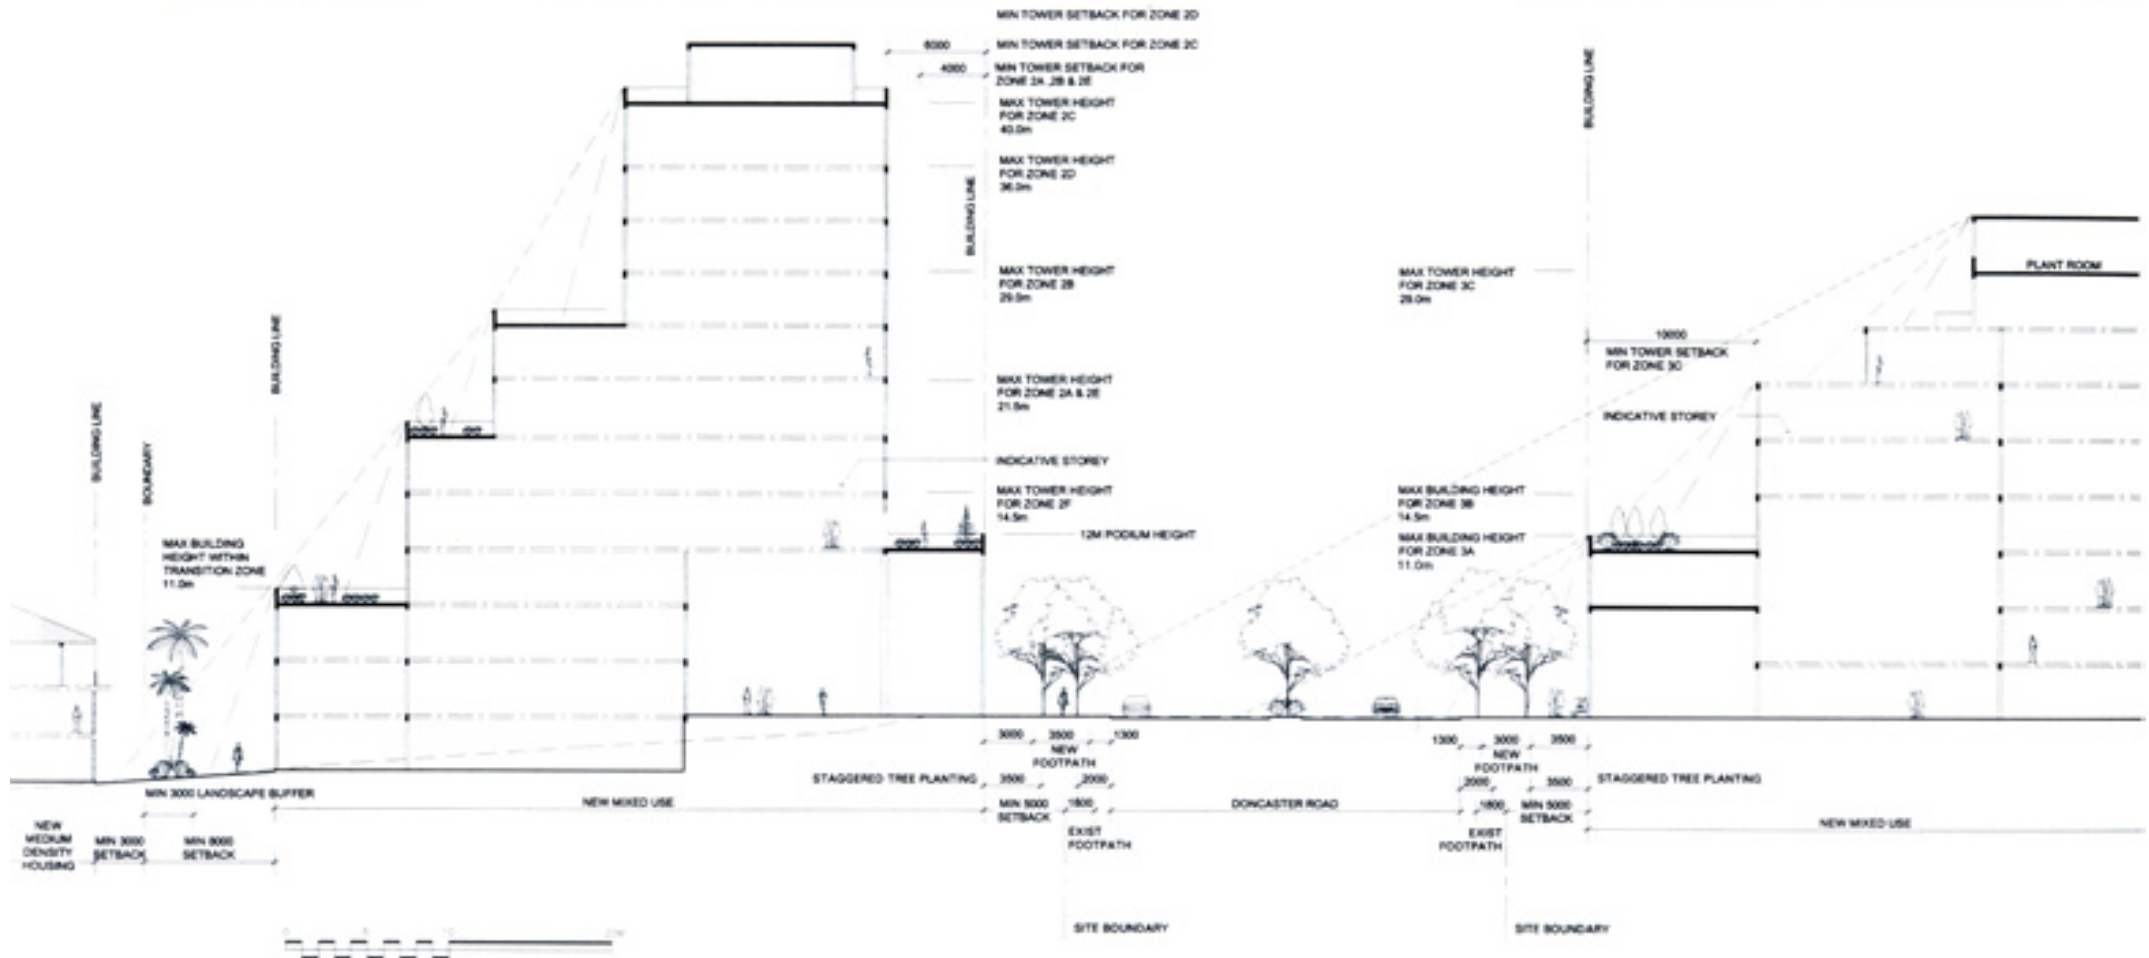 MIN TOWER SETBACK FOR ZONE 2D
6000
MIN TOWER SETBACK FOR ZONE 2C
4000
MIN TOWER SETBACK FOR
ZONE 2A ,2B & 2E
MAX TOWER HEIGHT
FOR ZONE 2C
40.0m
MAX TOWER HEIGHT
FOR ZONE 2D
36.0m
BUILDING LINE
MAX TOWER HEIGHT
FOR ZONE 2B
29.0m
MAX TOWER HEIGHT
FOR ZONE 2A & 2E
21.5m
INDICATIVE STOREY
MAX TOWER HEIGHT
FOR ZONE 2F
14.5m
12M PODIUM HEIGHT
BUILDING LINE
BUILDING LINE
BOUNDARY
MAX BUILDING
HEIGHT WITHIN
TRANSITION ZONE
11.0m
BUILDING LINE
MAX TOWER HEIGHT
FOR ZONE 3C
29.0m
10000
MIN TOWER SETBACK
FOR ZONE 3C
INDICATIVE STOREY
PLANT ROOM
MAX BUILDING HEIGHT
FOR ZONE 3B
14.5m
MAX BUILDING HEIGHT
FOR ZONE 3A
11.0m
3000
3500
1300
NEW
FOOTPATH
STAGGERED TREE PLANTING
3500
2000
MIN 5000
SETBACK
1800
EXIST
FOOTPATH
DONCASTER ROAD
1300
3000
3500
NEW
FOOTPATH
2000
3500
STAGGERED TREE PLANTING
1800
MIN 5000
SETBACK
EXIST
FOOTPATH
NEW MIXED USE
MIN 3000 LANDSCAPE BUFFER
NEW MIXED USE
NEW
MEDIUM
DENSITY
HOUSING
MIN 3000
SETBACK
MIN 8000
SETBACK
SITE BOUNDARY
SITE BOUNDARY